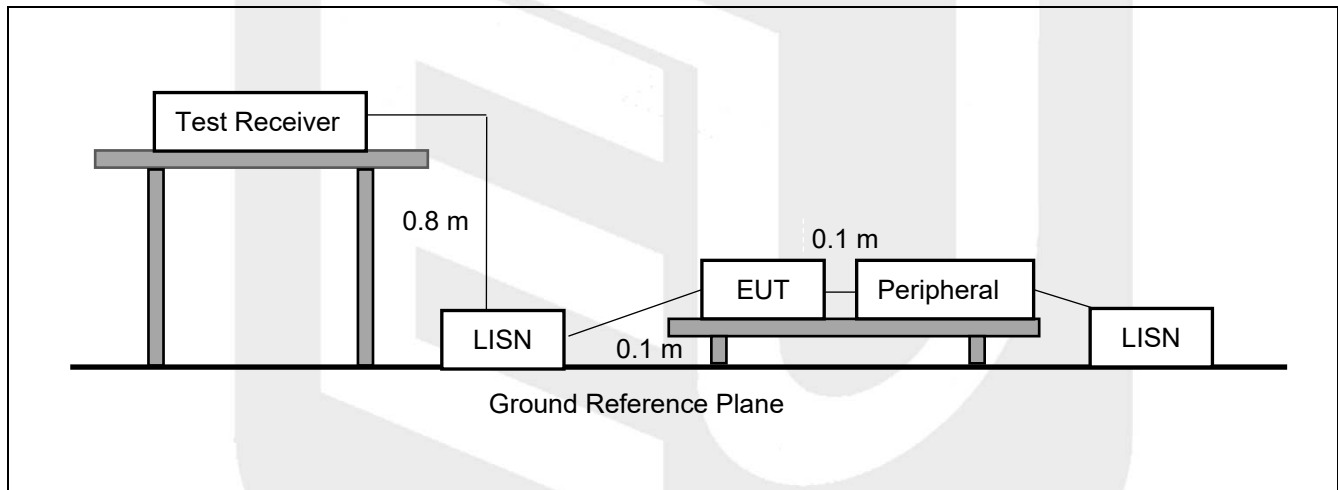 Test Receiver
0.8 m
0.1 m
EUT
Peripheral
LISN
0.1 m
LISN
Ground Reference Plane